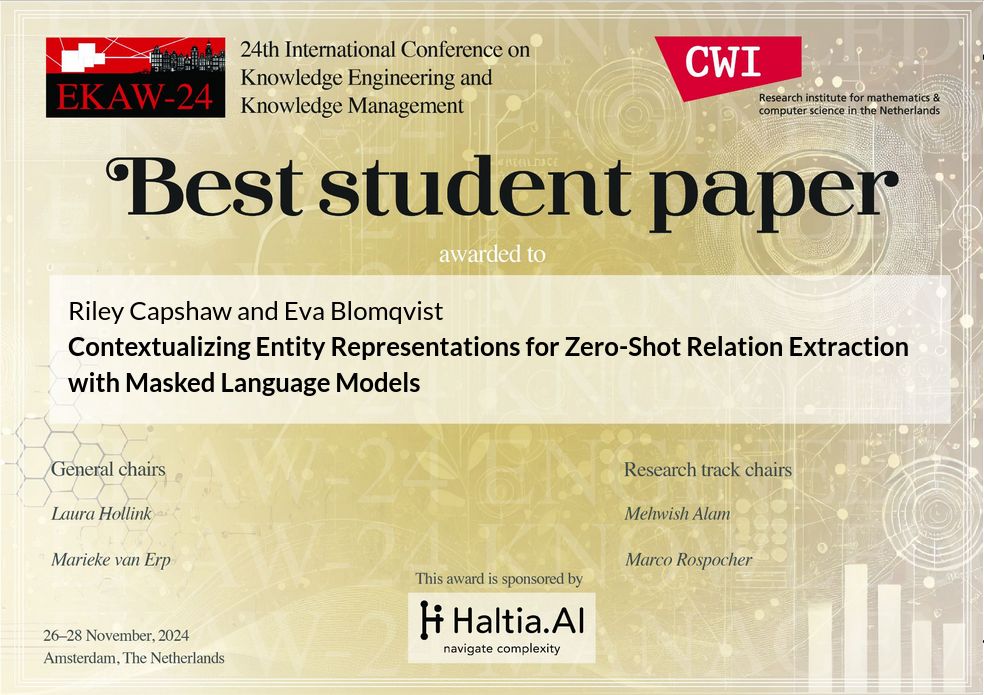 EKAW-24
24th International Conference on
Knowledge Engineering and
Knowledge Management
CWI
Research institute for mathematics &
computer science in the Netherlands
Best student paper
awarded to
Riley Capshaw and Eva Blomqvist
Contextualizing Entity Representations for Zero-Shot Relation Extraction
with Masked Language Models
General chairs
Laura Hollink
Marieke van Erp
Research track chairs
Mehwish Alam
Marco Rospocher
This award is sponsored by
Haltia.AI
navigate complexity
26–28 November, 2024
Amsterdam, The Netherlands